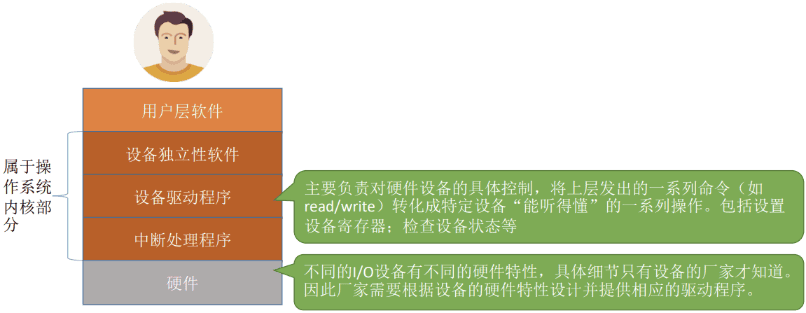 用户层软件
设备独立性软件
设备驱动程序
中断处理程序
硬件
属于操
作系统
内核部
分
主要负责对硬件设备的具体控制，将上层发出的一系列命令（如
read/write）转化成特定设备“能听得懂”的一系列操作。包括设置
设备寄存器；检查设备状态等
不同的I/O设备有不同的硬件特性，具体细节只有设备的厂家才知道。
因此厂家需要根据设备的硬件特性设计并提供相应的驱动程序。